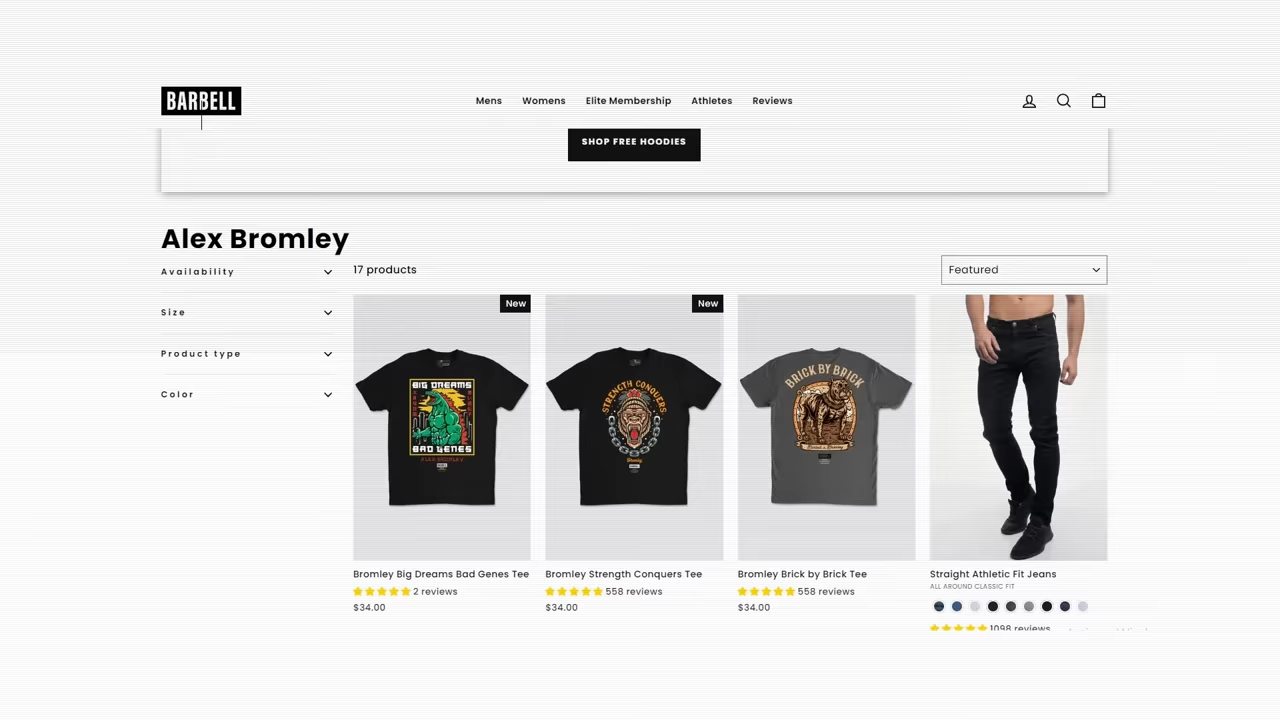 BARBELL
Mens Womens Elite Membership Athletes Reviews
SHOP FREE HOODIES
Alex Bromley
Availability
17 products
Featured
Size
Product type
Color
New
New
BIG DREAMS
BAD GENES
ALEX BROMLEY
STRENGTH CONQUERS
Bromley
BRICK BY BRICK
Bromley Big Dreams Bad Genes Tee
2 reviews
$34.00
Bromley Strength Conquers Tee
558 reviews
$34.00
Bromley Brick by Brick Tee
558 reviews
$34.00
Straight Athletic Fit Jeans
ALL AROUND CLASSIC FIT
1098 reviews